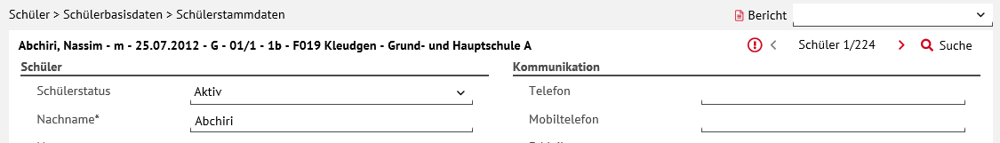 Schüler > Schülerbasisdaten > Schülerstammdaten
Bericht
Abchiri, Nassim - m - 25.07.2012 - G - 01/1 - 1b - F019 Kleudgen - Grund- und Hauptschule A
Schüler 1/224
Suche
Schüler
Kommunikation
Schülerstatus Aktiv
Telefon
Nachname* Abchiri
Mobiltelefon